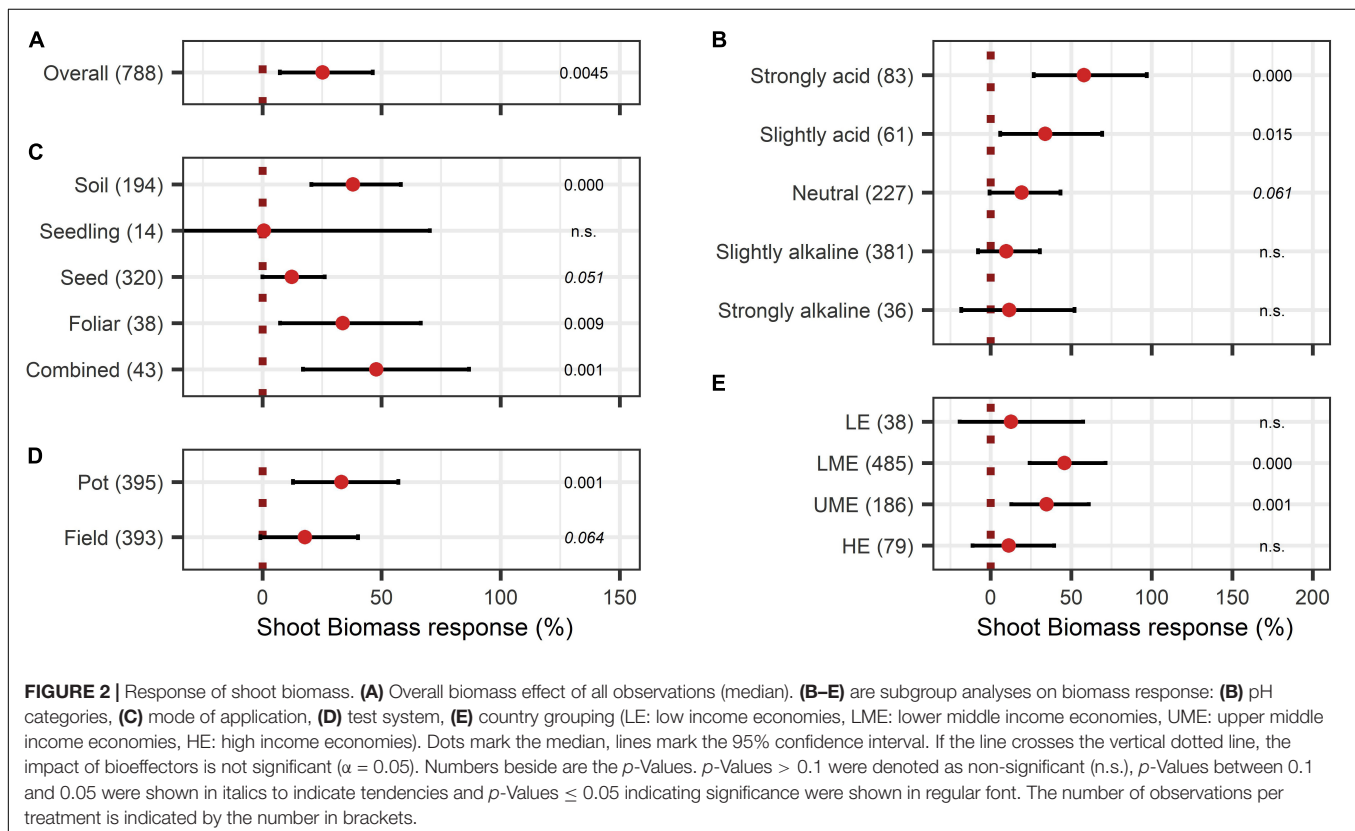 A
Overall (788)
0.0045
C
Soil (194)
0.000
Seedling (14)
n.s.
Seed (320)
0.051
Foliar (38)
0.009
Combined (43)
0.001
D
Pot (395)
0.001
Field (393)
0.064
0 50 100 150
Shoot Biomass response (%)
B
Strongly acid (83)
0.000
Slightly acid (61)
0.015
Neutral (227)
0.061
Slightly alkaline (381)
n.s.
Strongly alkaline (36)
n.s.
E
LE (38)
n.s.
LME (485)
0.000
UME (186)
0.001
HE (79)
n.s.
0 50 100 150 200
Shoot Biomass response (%)
FIGURE 2 | Response of shoot biomass. (A) Overall biomass effect of all observations (median). (B–E) are subgroup analyses on biomass response: (B) pH
categories, (C) mode of application, (D) test system, (E) country grouping (LE: low income economies, LME: lower middle income economies, UME: upper middle
income economies, HE: high income economies). Dots mark the median, lines mark the 95% confidence interval. If the line crosses the vertical dotted line, the
impact of bioeffectors is not significant (α = 0.05). Numbers beside are the p-Values. p-Values > 0.1 were denoted as non-significant (n.s.), p-Values between 0.1
and 0.05 were shown in italics to indicate tendencies and p-Values ≤ 0.05 indicating significance were shown in regular font. The number of observations per
treatment is indicated by the number in brackets.